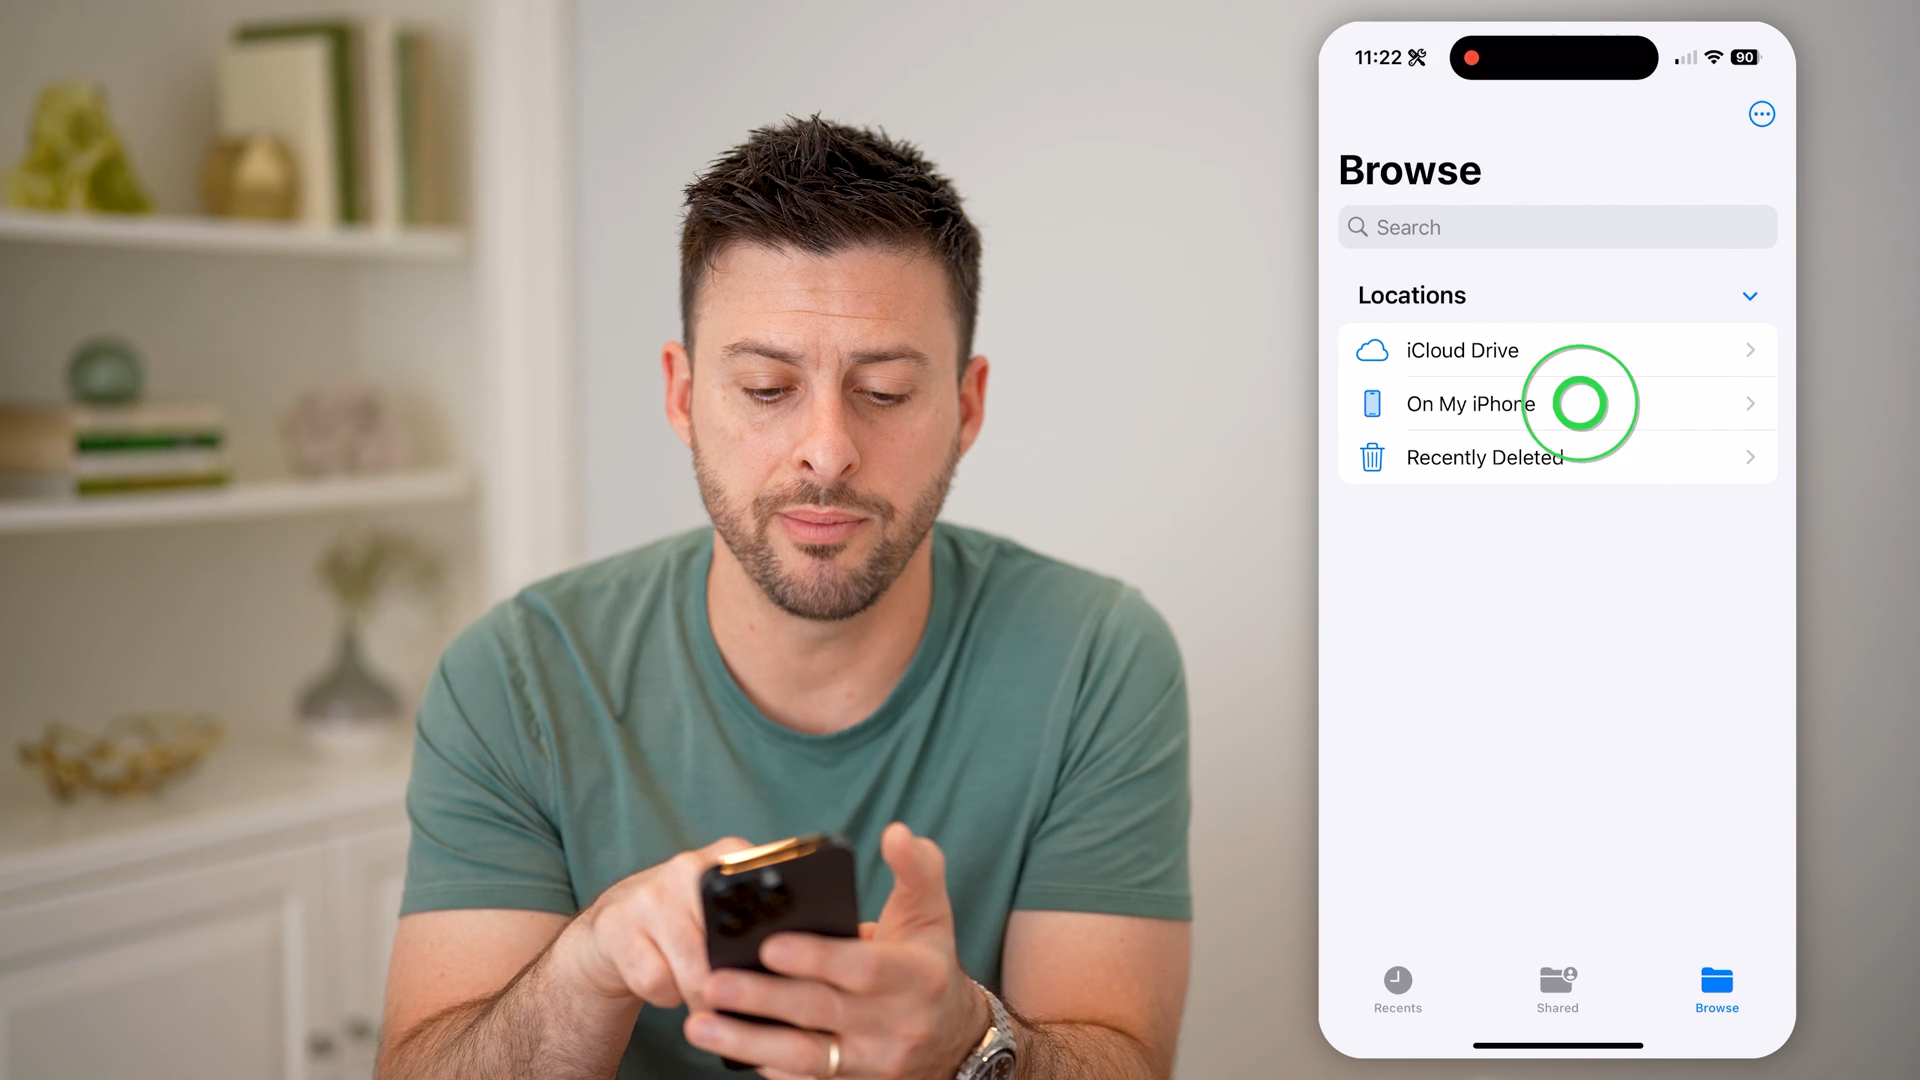 11:22
90
Browse
Search
Locations
iCloud Drive
On My iPhone
Recently Deleted
Recents
Shared
Browse